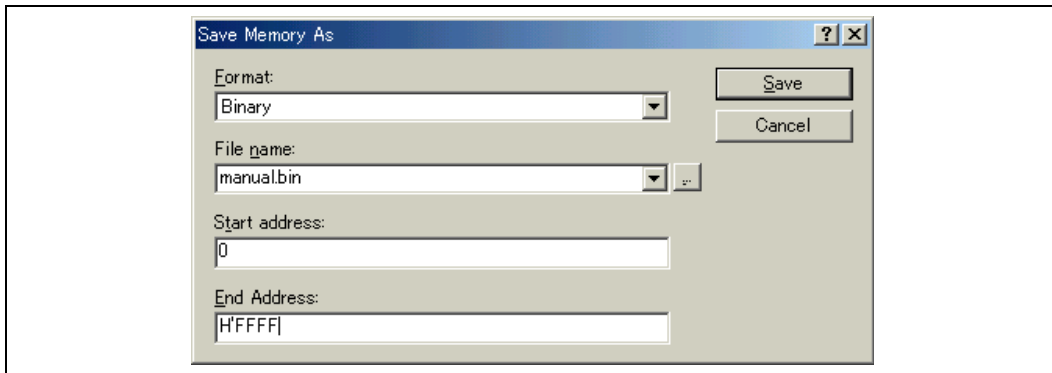 Save Memory As
Format:
Binary
Save
Cancel
File name:
manual.bin
...
Start address:
0
End Address:
H'FFFF